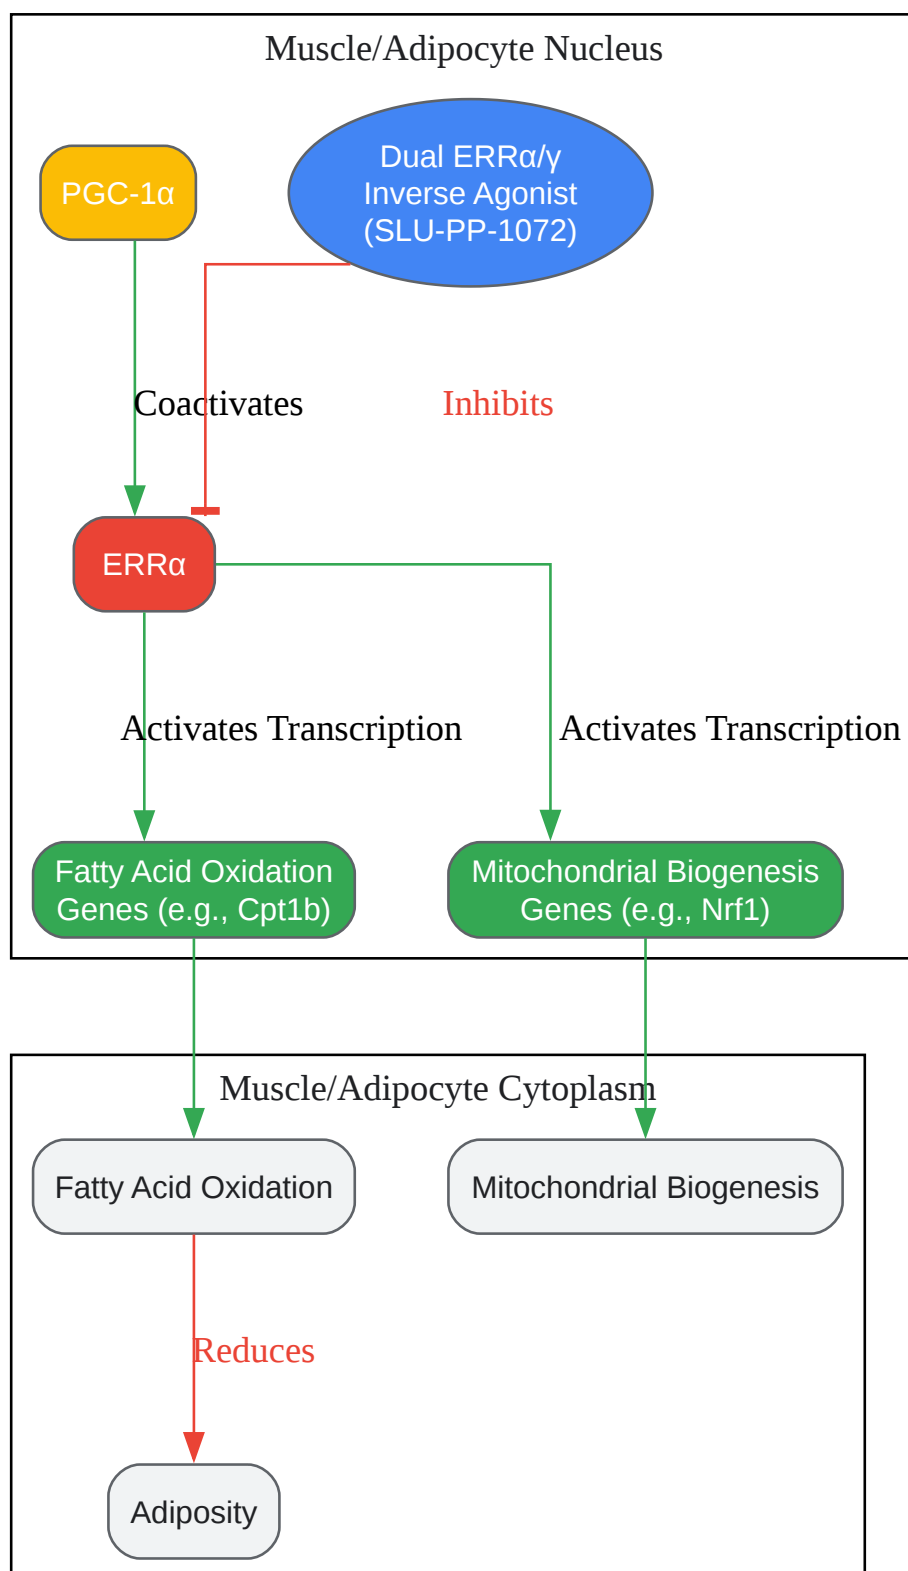 Muscle/Adipocyte Nucleus
PGC-1α
Dual ERRα/γ
Inverse Agonist
(SLU-PP-1072)
Coactivates
Inhibits
ERRα
Activates Transcription
Activates Transcription
Fatty Acid Oxidation
Genes (e.g., Cpt1b)
Mitochondrial Biogenesis
Genes (e.g., Nrf1)
Muscle/Adipocyte Cytoplasm
Fatty Acid Oxidation
Mitochondrial Biogenesis
Reduces
Adiposity